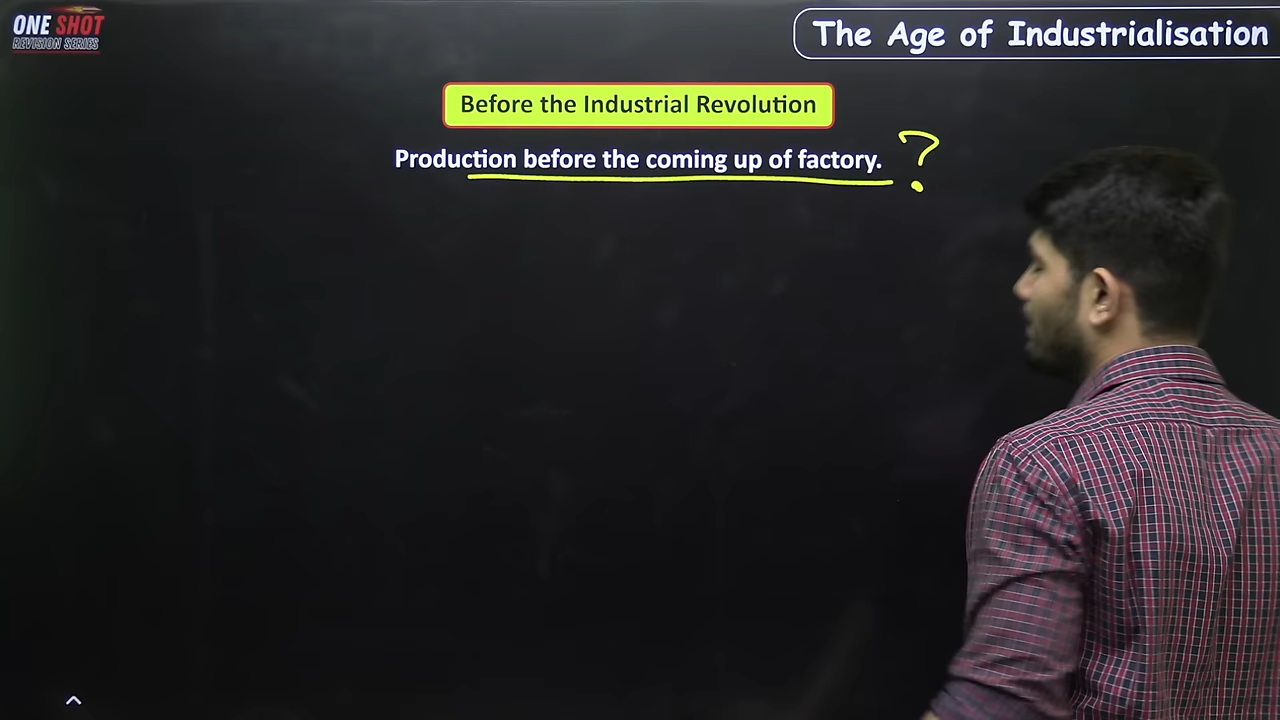 ONE SHOT
REVISION SERIES
The Age of Industrialisation
Before the Industrial Revolution
Production before the coming up of factory. ?